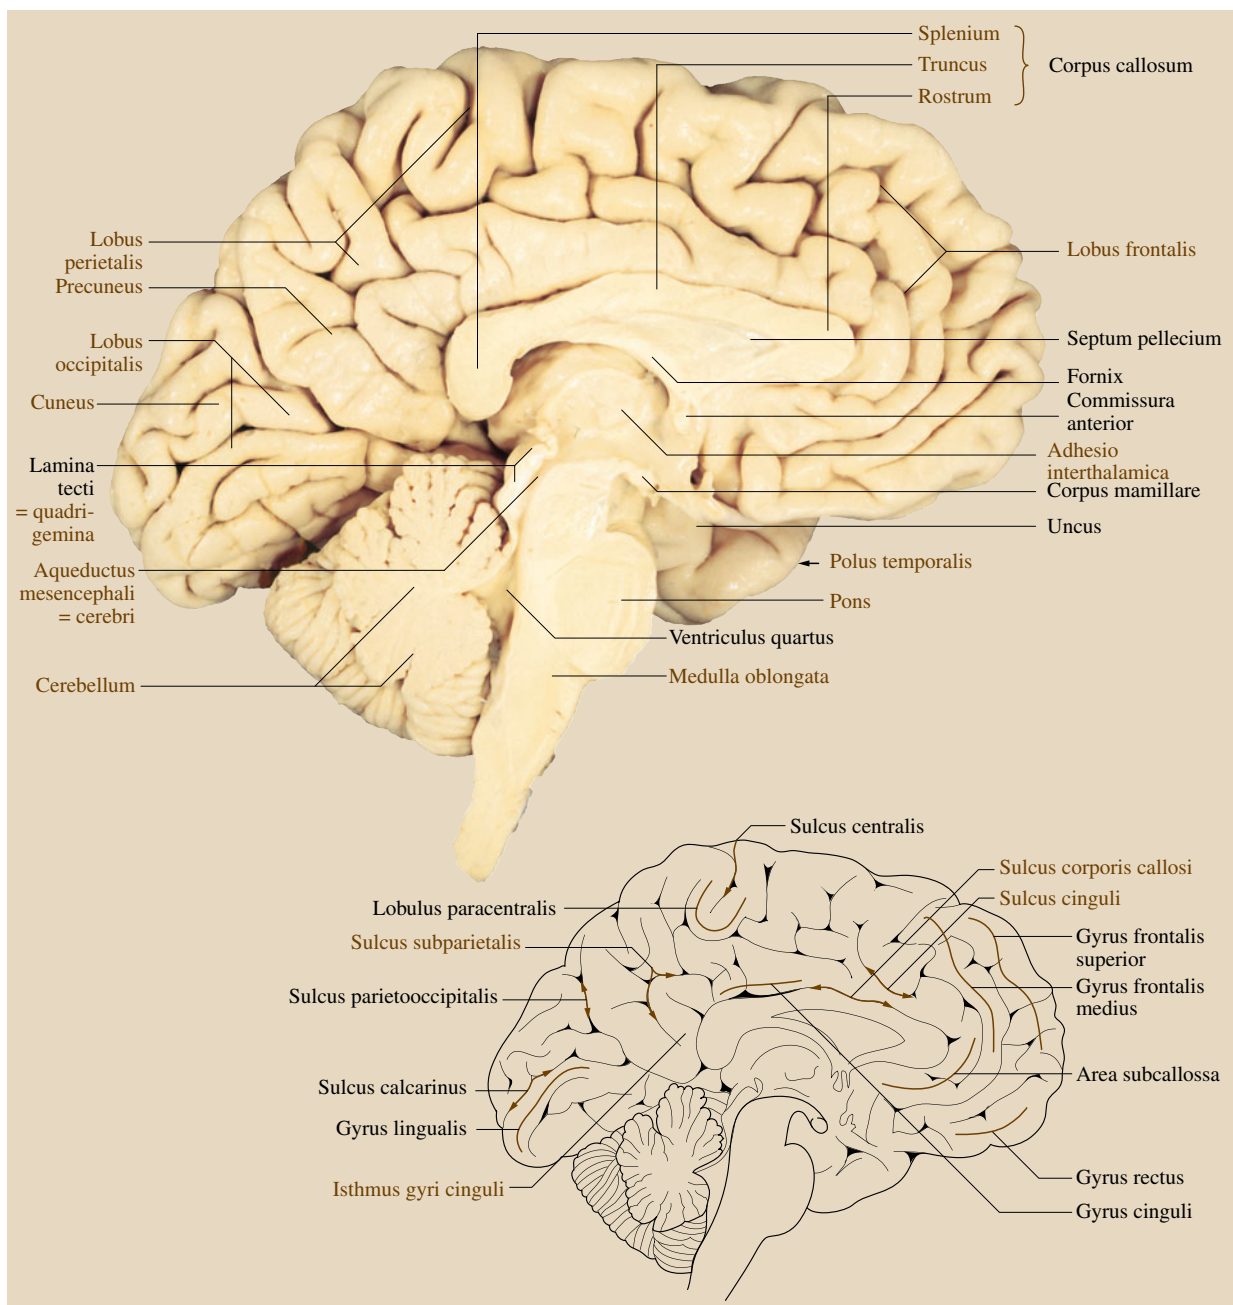 Splenium
Truncus
Rostrum
Corpus callosum
Lobus
perietalis
Precuneus
Lobus
occipitalis
Cuneus
Lamina
tecti
= quadri-
gemina
Aqueductus
mesencephali
= cerebri
Cerebellum
Lobus frontalis
Septum pellecium
Fornix
Commissura
anterior
Adhesio
interthalamica
Corpus mamillare
Uncus
Polus temporalis
Pons
Ventriculus quartus
Medulla oblongata
Sulcus centralis
Lobulus paracentralis
Sulcus subparietalis
Sulcus parietooccipitalis
Sulcus calcarinus
Gyrus lingualis
Isthmus gyri cinguli
Sulcus corporis callosi
Sulcus cinguli
Gyrus frontalis
superior
Gyrus frontalis
medius
Area subcallossa
Gyrus rectus
Gyrus cinguli